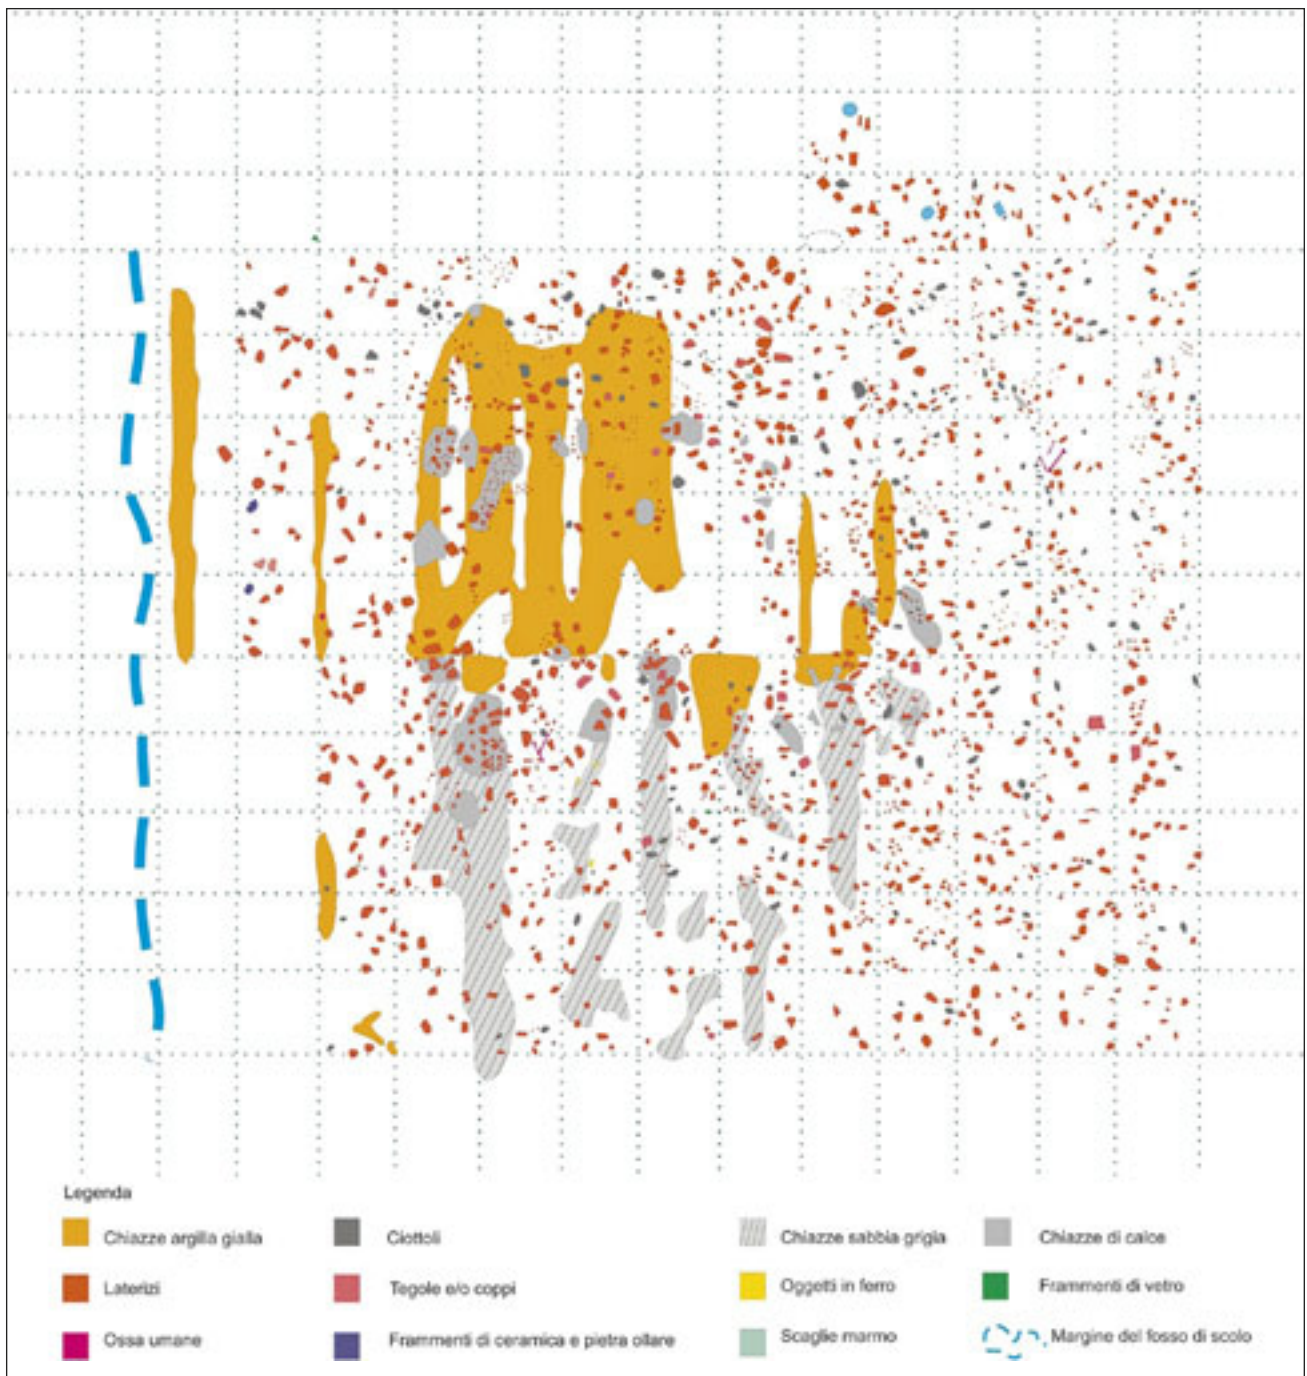 Legenda
Chiazze argilla gialla
Ciottoli
Chiazze sabbia grigia
Chiazze di calce
Laterizi
Tegole e/o coppi
Oggetti in ferro
Frammenti di vetro
Ossa umane
Frammenti di ceramica e pietra ollare
Scaglie marmo
Margine del fosso di scolo